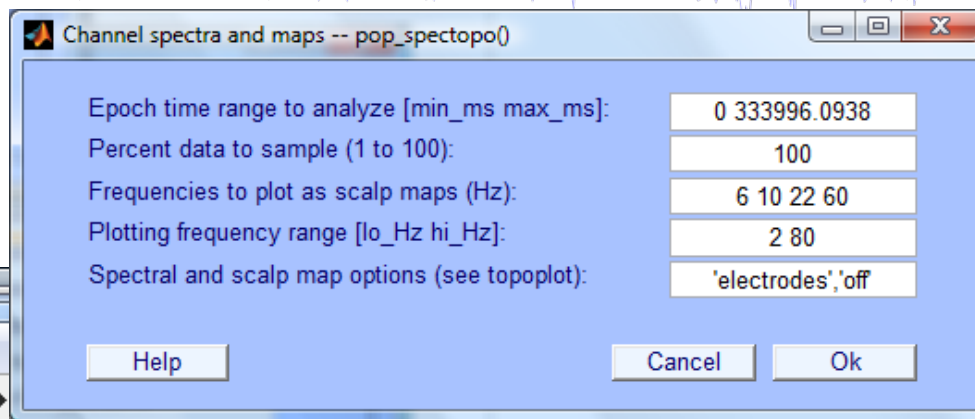 Channel spectra and maps -- pop_spectopo()
Epoch time range to analyze [min_ms max_ms]: 0 333996.0938
Percent data to sample (1 to 100): 100
Frequencies to plot as scalp maps (Hz): 6 10 22 60
Plotting frequency range [lo_Hz hi_Hz]: 2 80
Spectral and scalp map options (see topoplot): 'electrodes','off'
Help Cancel Ok